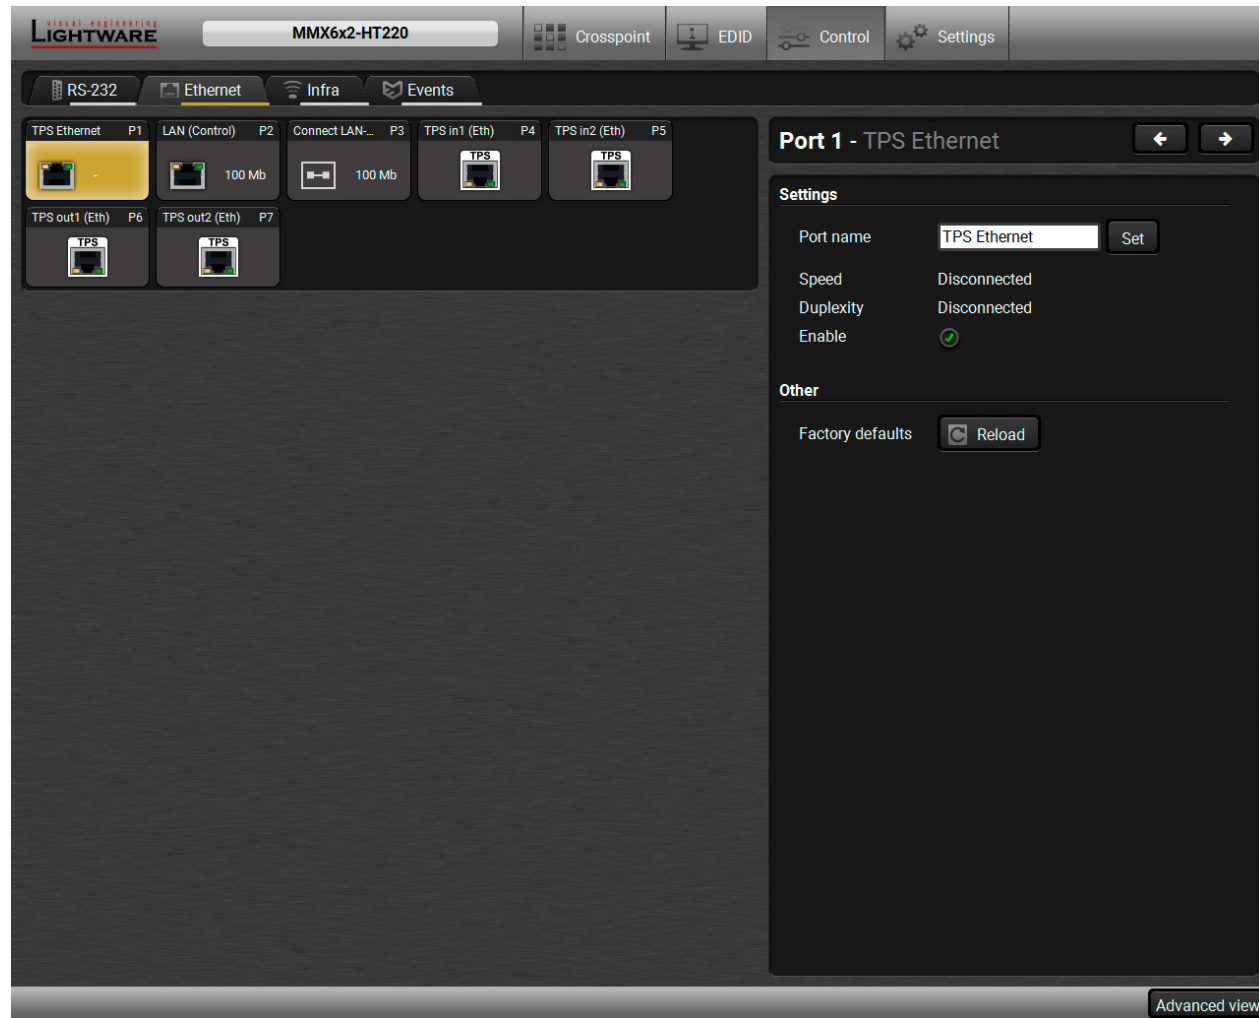 visual engineering
LIGHTWARE
MMX6x2-HT220
Crosspoint
EDID
Control
Settings
RS-232
Ethernet
Infra
Events
TPS Ethernet P1
LAN (Control) P2
Connect LAN-... P3
TPS in1 (Eth) P4
TPS in2 (Eth) P5
-
100 Mb
100 Mb
TPS
TPS
TPS out1 (Eth) P6
TPS out2 (Eth) P7
TPS
TPS
Port 1 - TPS Ethernet
Settings
Port name TPS Ethernet Set
Speed Disconnected
Duplexity Disconnected
Enable
Other
Factory defaults Reload
Advanced view